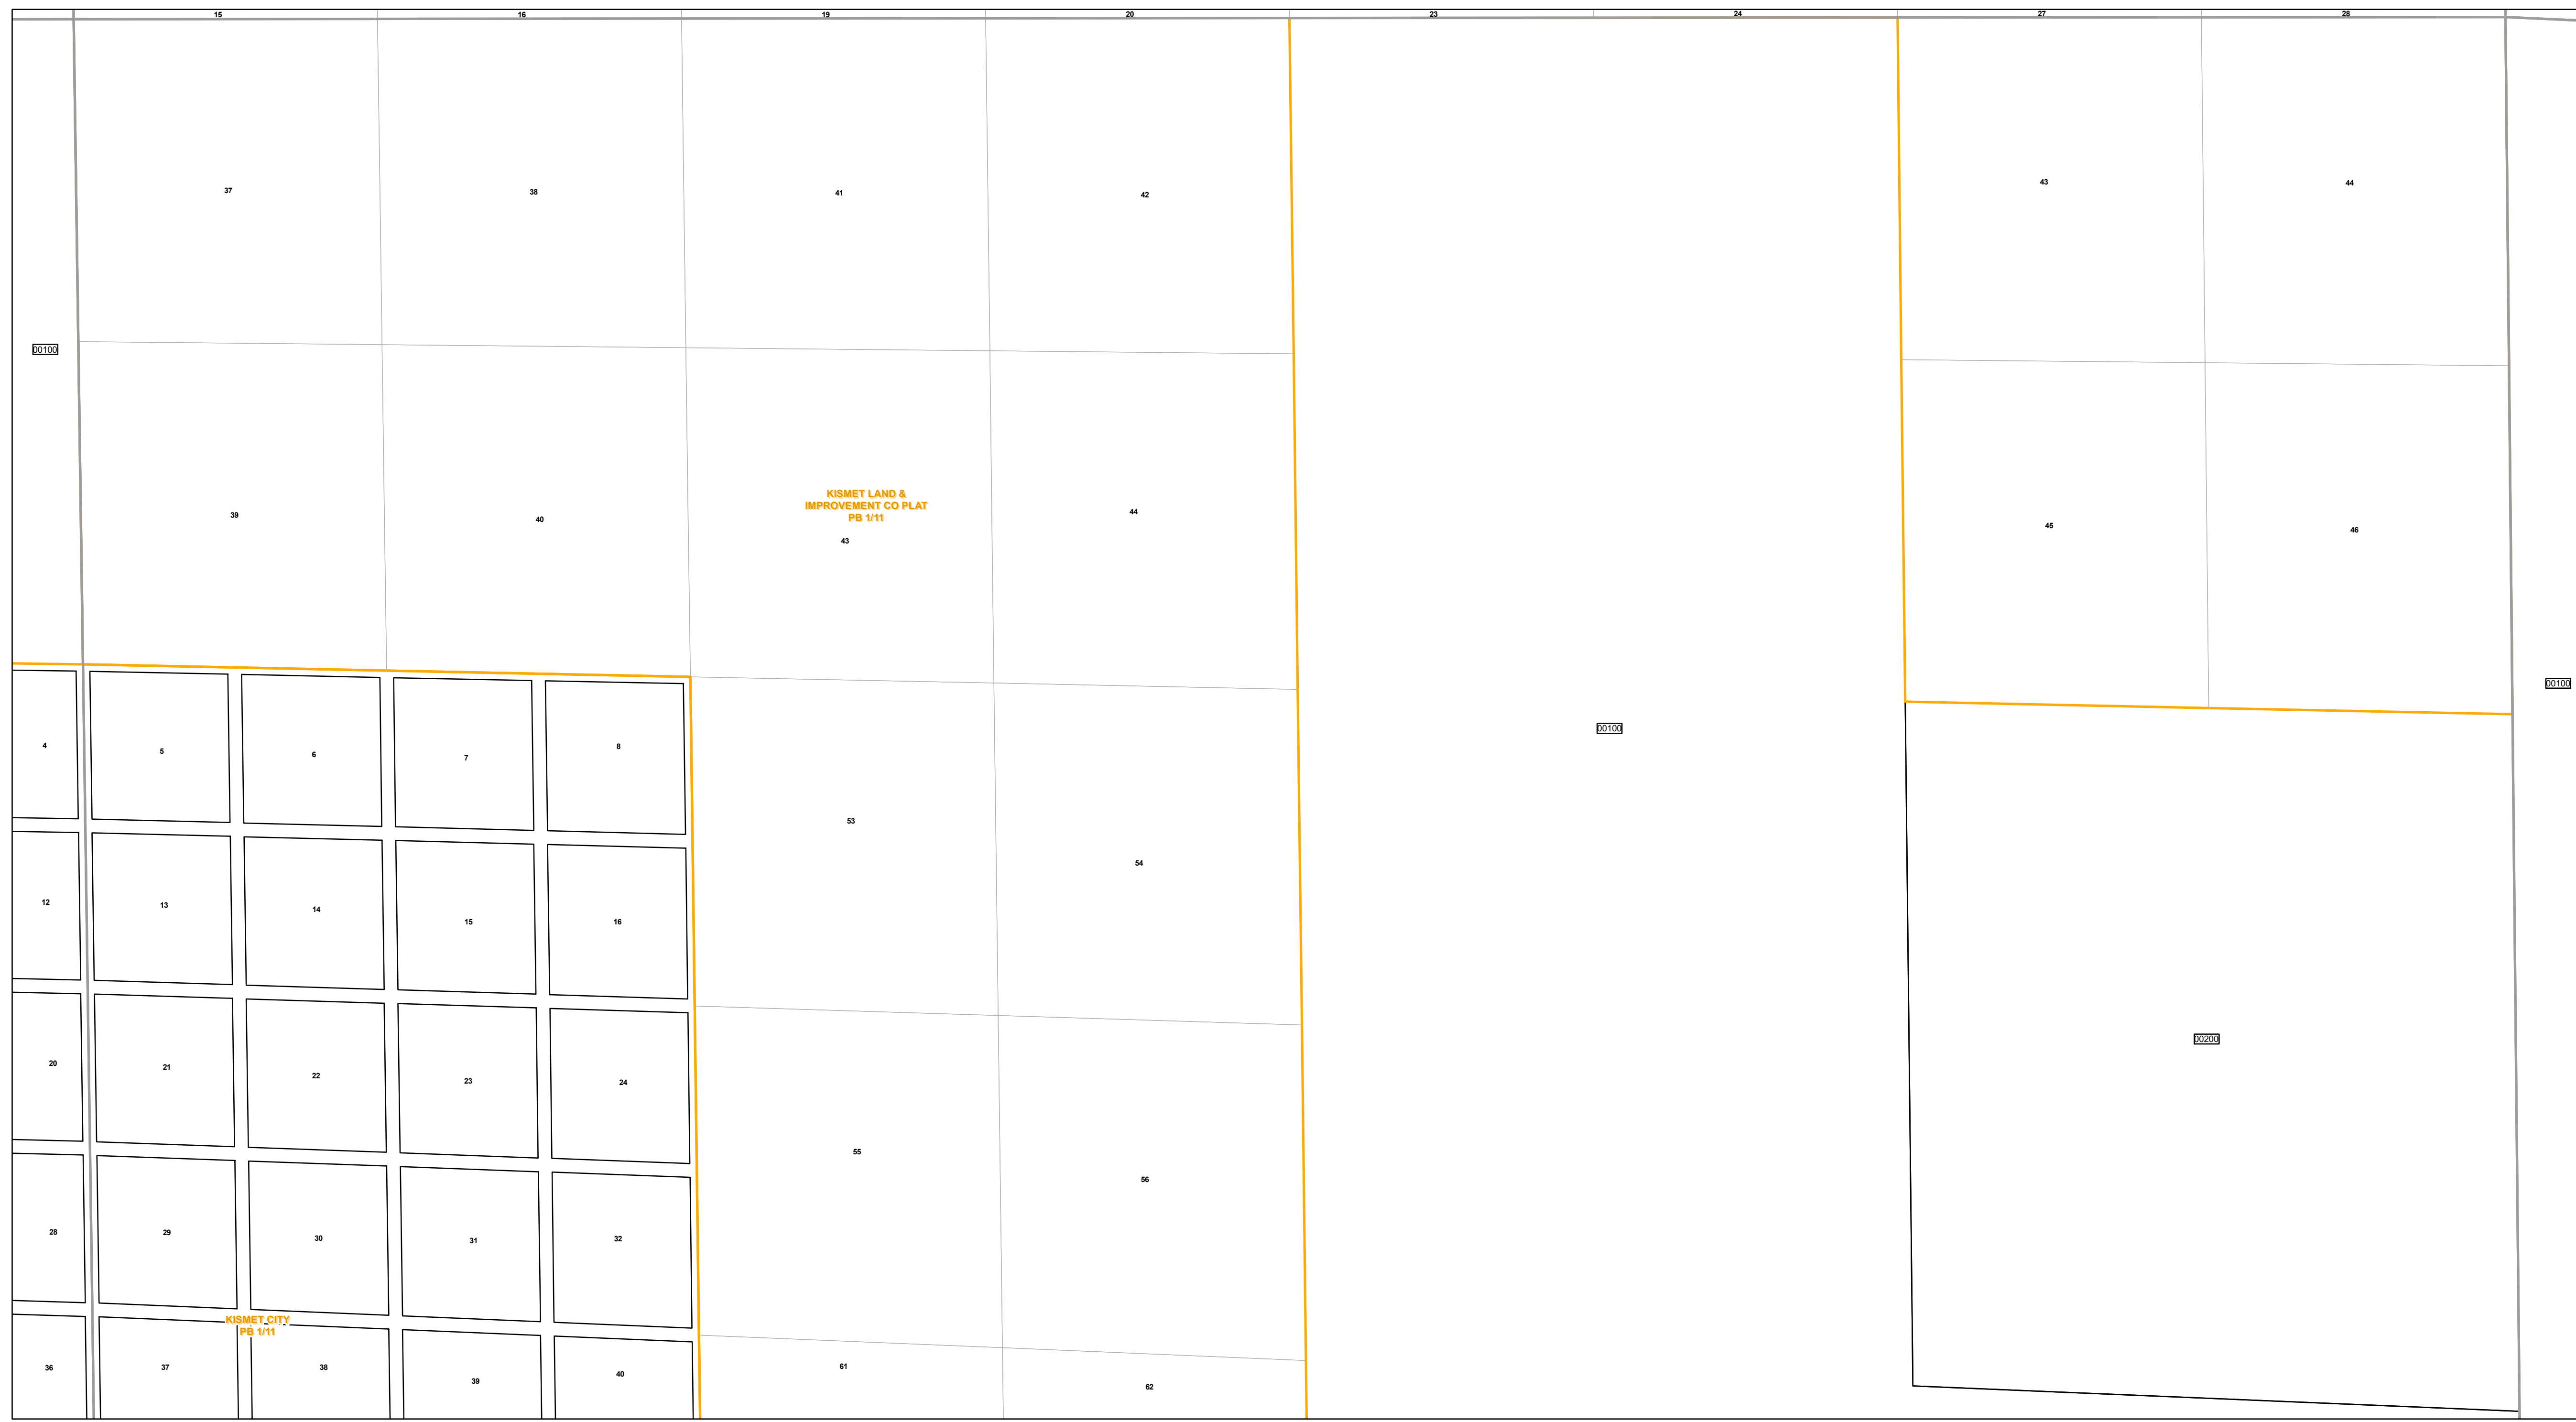 15 16 19 20 23 24 27 28
37 38 41 42 43 44
00100
39 40
KISMET LAND &
IMPROVEMENT CO PLAT
PB 1/11
43
44 45 46
00100
00100
4 5 6 7 8
53 54
12 13 14 15 16
00200
20 21 22 23 24
55 56
28 29 30 31 32
KISMET CITY
PB 1/11
36 37 38 39 40
61 62